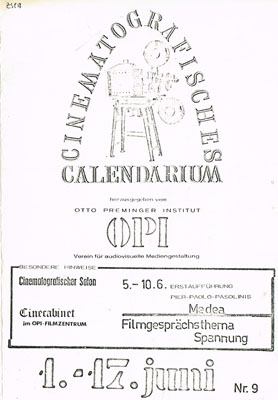 CINEMATOGRAFISCHES
CALENDARIUM
herausgegeben vom
OTTO PREMINGER INSTITUT
OPI
Verein für audiovisuelle Mediengestaltung
BESONDERE HINWEISE
Cinematografischer Salon
5.-10.6. ERSTAUFFÜHRUNG
PIER-PAOLO-PASOLINIS
Medea
Cinecabinet
im OPI-FILMZENTRUM
Filmgesprächsthema
Spannung
1.-17. juni
Nr. 9